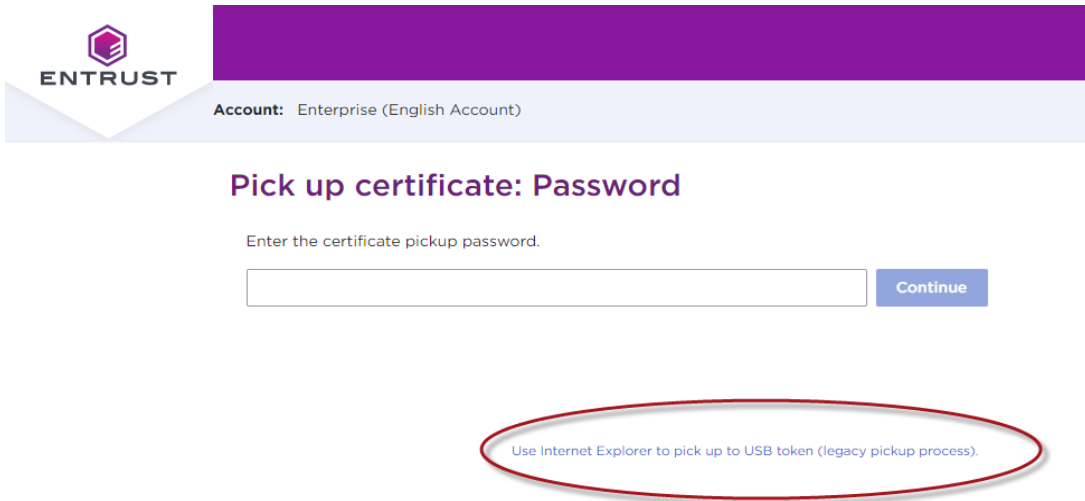 ENTRUST
Account: Enterprise (English Account)
Pick up certificate: Password
Enter the certificate pickup password.
Continue
Use Internet Explorer to pick up to USB token (legacy pickup process).